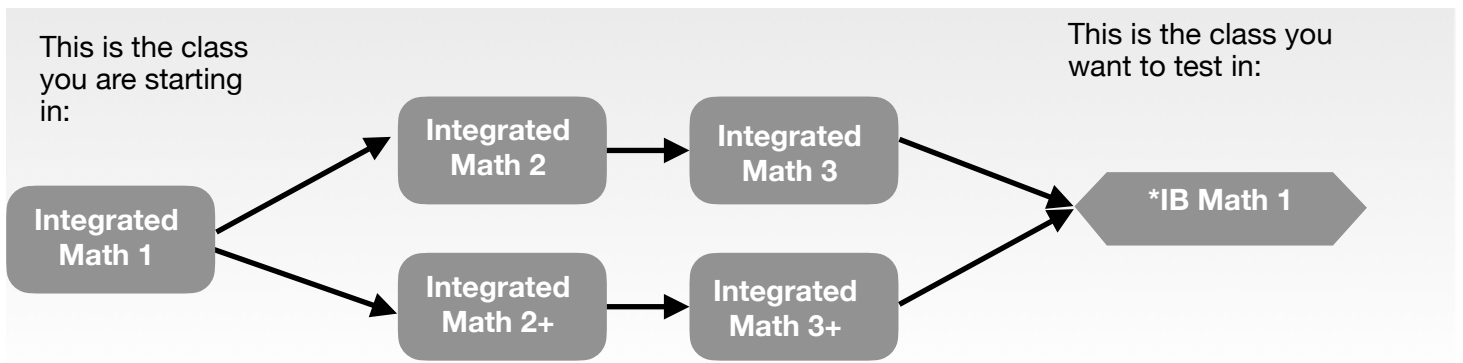 This is the class
you are starting
in:
This is the class you
want to test in:
Integrated
Math 1
Integrated
Math 2
Integrated
Math 3
Integrated
Math 2+
Integrated
Math 3+
*IB Math 1